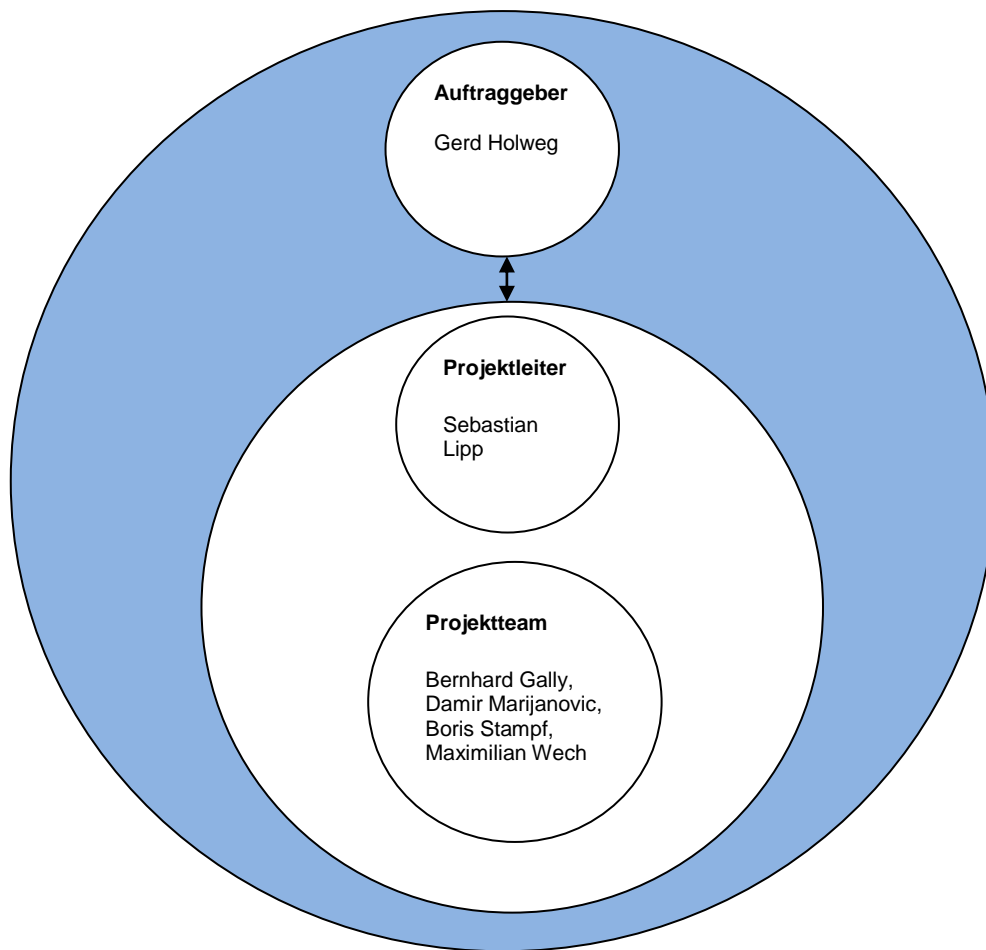 Auftraggeber
Gerd Holweg
Projektleiter
Sebastian
Lipp
Projektteam
Bernhard Gally,
Damir Marijanovic,
Boris Stampf,
Maximilian Wech